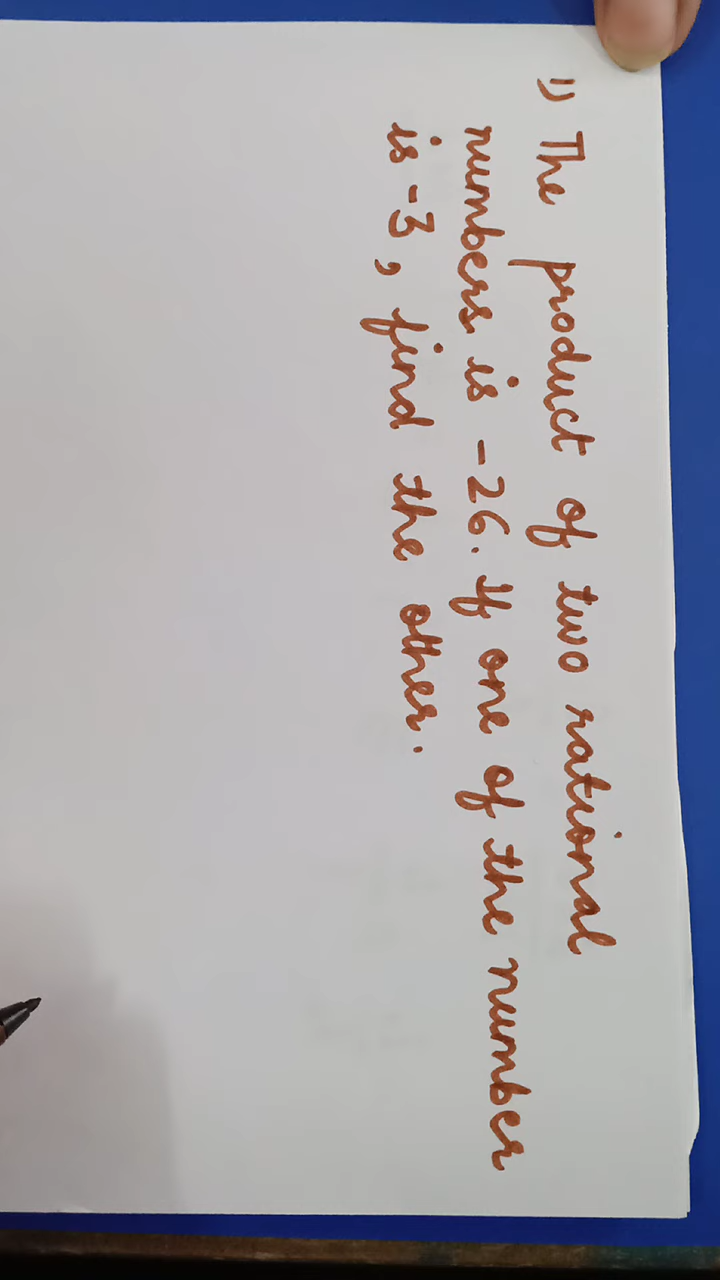 1) The product of two rational
numbers is -26. If one of the number
is -3, find the other.